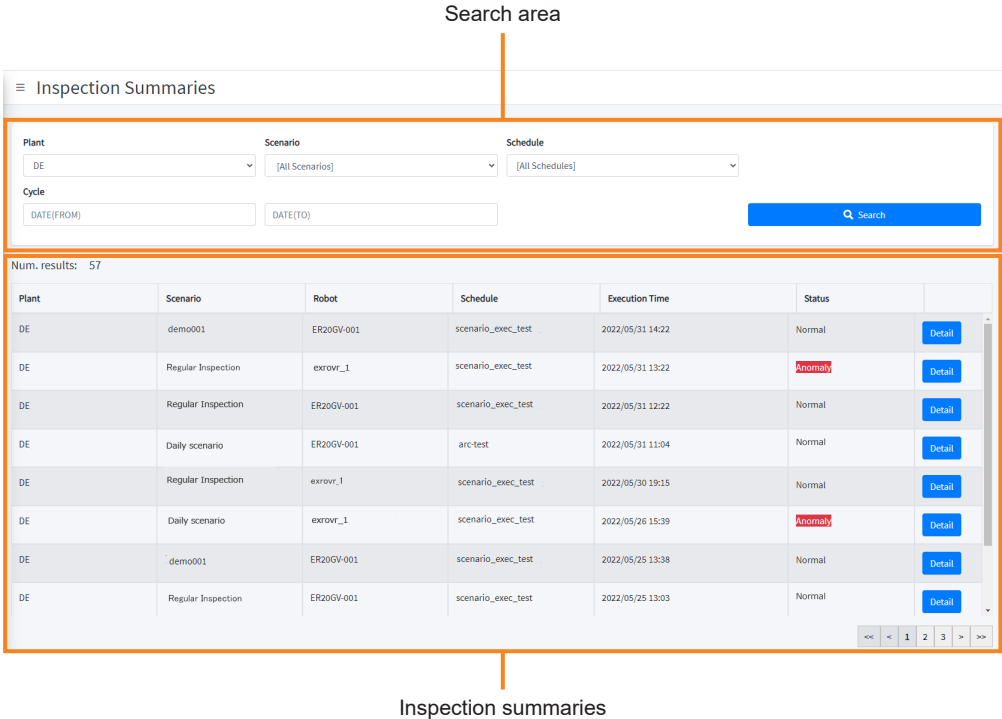 Search area
≡ Inspection Summaries
Plant Scenario Schedule
DE [All Scenarios] [All Schedules]
Cycle
DATE(FROM) DATE(TO) Search
Num. results: 57
Plant Scenario Robot Schedule Execution Time Status
DE demo001 ER20GV-001 scenario_exec_test 2022/05/31 14:22 Normal Detail
DE Regular Inspection exrovr_1 scenario_exec_test 2022/05/31 13:22 Anomaly Detail
DE Regular Inspection ER20GV-001 scenario_exec_test 2022/05/31 12:22 Normal Detail
DE Daily scenario ER20GV-001 arc-test 2022/05/31 11:04 Normal Detail
DE Regular Inspection exrovr_1 scenario_exec_test 2022/05/30 19:15 Normal Detail
DE Daily scenario exrovr_1 scenario_exec_test 2022/05/26 15:39 Anomaly Detail
DE demo001 ER20GV-001 scenario_exec_test 2022/05/25 13:38 Normal Detail
DE Regular Inspection ER20GV-001 scenario_exec_test 2022/05/25 13:03 Normal Detail
<< < 1 2 3 > >>
Inspection summaries